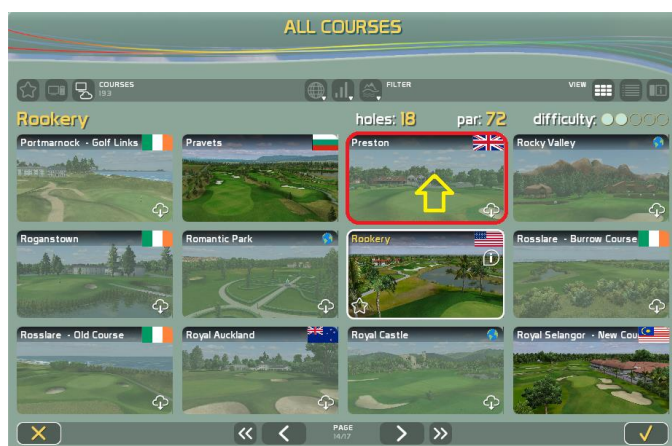 ALL COURSES
COURSES
193
FILTER
VIEW
Rookery
holes: 18 par: 72 difficulty:
Portmarnock - Golf Links
Pravets
Preston
Rocky Valley
Roganstown
Romantic Park
Rookery
Rosslare - Burrow Course
Rosslare - Old Course
Royal Auckland
Royal Castle
Royal Selangor - New Cou
PAGE
14/17